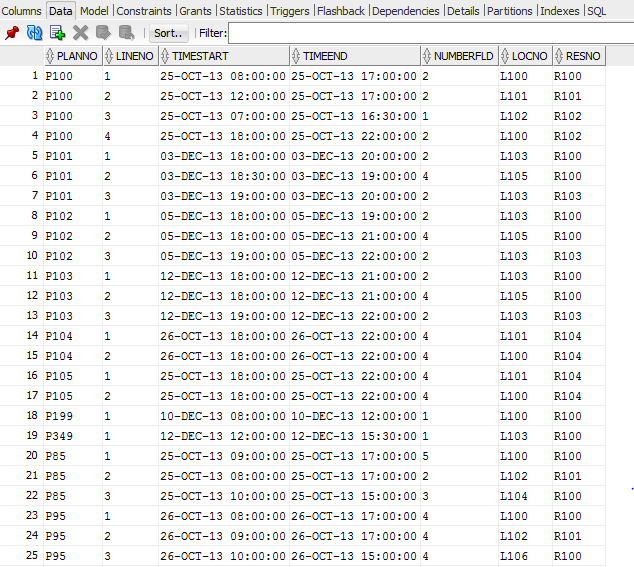 Columns Data Model Constraints Grants Statistics Triggers Flashback Dependencies Details Partitions Indexes SQL
Sort.. Filter:
PLANNO LINENO TIMESTART TIMEEND NUMBERFLD LOCNO RESNO
1 P100 1 25-OCT-13 08:00:00 25-OCT-13 17:00:00 2 L100 R100
2 P100 2 25-OCT-13 12:00:00 25-OCT-13 17:00:00 2 L101 R101
3 P100 3 25-OCT-13 07:00:00 25-OCT-13 16:30:00 1 L102 R102
4 P100 4 25-OCT-13 18:00:00 25-OCT-13 22:00:00 2 L100 R102
5 P101 1 03-DEC-13 18:00:00 03-DEC-13 20:00:00 2 L103 R100
6 P101 2 03-DEC-13 18:30:00 03-DEC-13 19:00:00 4 L105 R100
7 P101 3 03-DEC-13 19:00:00 03-DEC-13 20:00:00 2 L103 R103
8 P102 1 05-DEC-13 18:00:00 05-DEC-13 19:00:00 2 L103 R100
9 P102 2 05-DEC-13 18:00:00 05-DEC-13 21:00:00 4 L105 R100
10 P102 3 05-DEC-13 19:00:00 05-DEC-13 22:00:00 2 L103 R103
11 P103 1 12-DEC-13 18:00:00 12-DEC-13 21:00:00 2 L103 R100
12 P103 2 12-DEC-13 18:00:00 12-DEC-13 21:00:00 4 L105 R100
13 P103 3 12-DEC-13 19:00:00 12-DEC-13 22:00:00 2 L103 R103
14 P104 1 26-OCT-13 18:00:00 26-OCT-13 22:00:00 4 L101 R104
15 P104 2 26-OCT-13 18:00:00 26-OCT-13 22:00:00 4 L100 R104
16 P105 1 25-OCT-13 18:00:00 25-OCT-13 22:00:00 4 L101 R104
17 P105 2 25-OCT-13 18:00:00 25-OCT-13 22:00:00 4 L100 R104
18 P199 1 10-DEC-13 08:00:00 10-DEC-13 12:00:00 1 L100 R100
19 P349 1 12-DEC-13 12:00:00 12-DEC-13 15:30:00 1 L103 R100
20 P85 1 25-OCT-13 09:00:00 25-OCT-13 17:00:00 5 L100 R100
21 P85 2 25-OCT-13 08:00:00 25-OCT-13 17:00:00 2 L102 R101
22 P85 3 25-OCT-13 10:00:00 25-OCT-13 15:00:00 3 L104 R100
23 P95 1 26-OCT-13 08:00:00 26-OCT-13 17:00:00 4 L100 R100
24 P95 2 26-OCT-13 09:00:00 26-OCT-13 17:00:00 4 L102 R101
25 P95 3 26-OCT-13 10:00:00 26-OCT-13 15:00:00 4 L106 R100